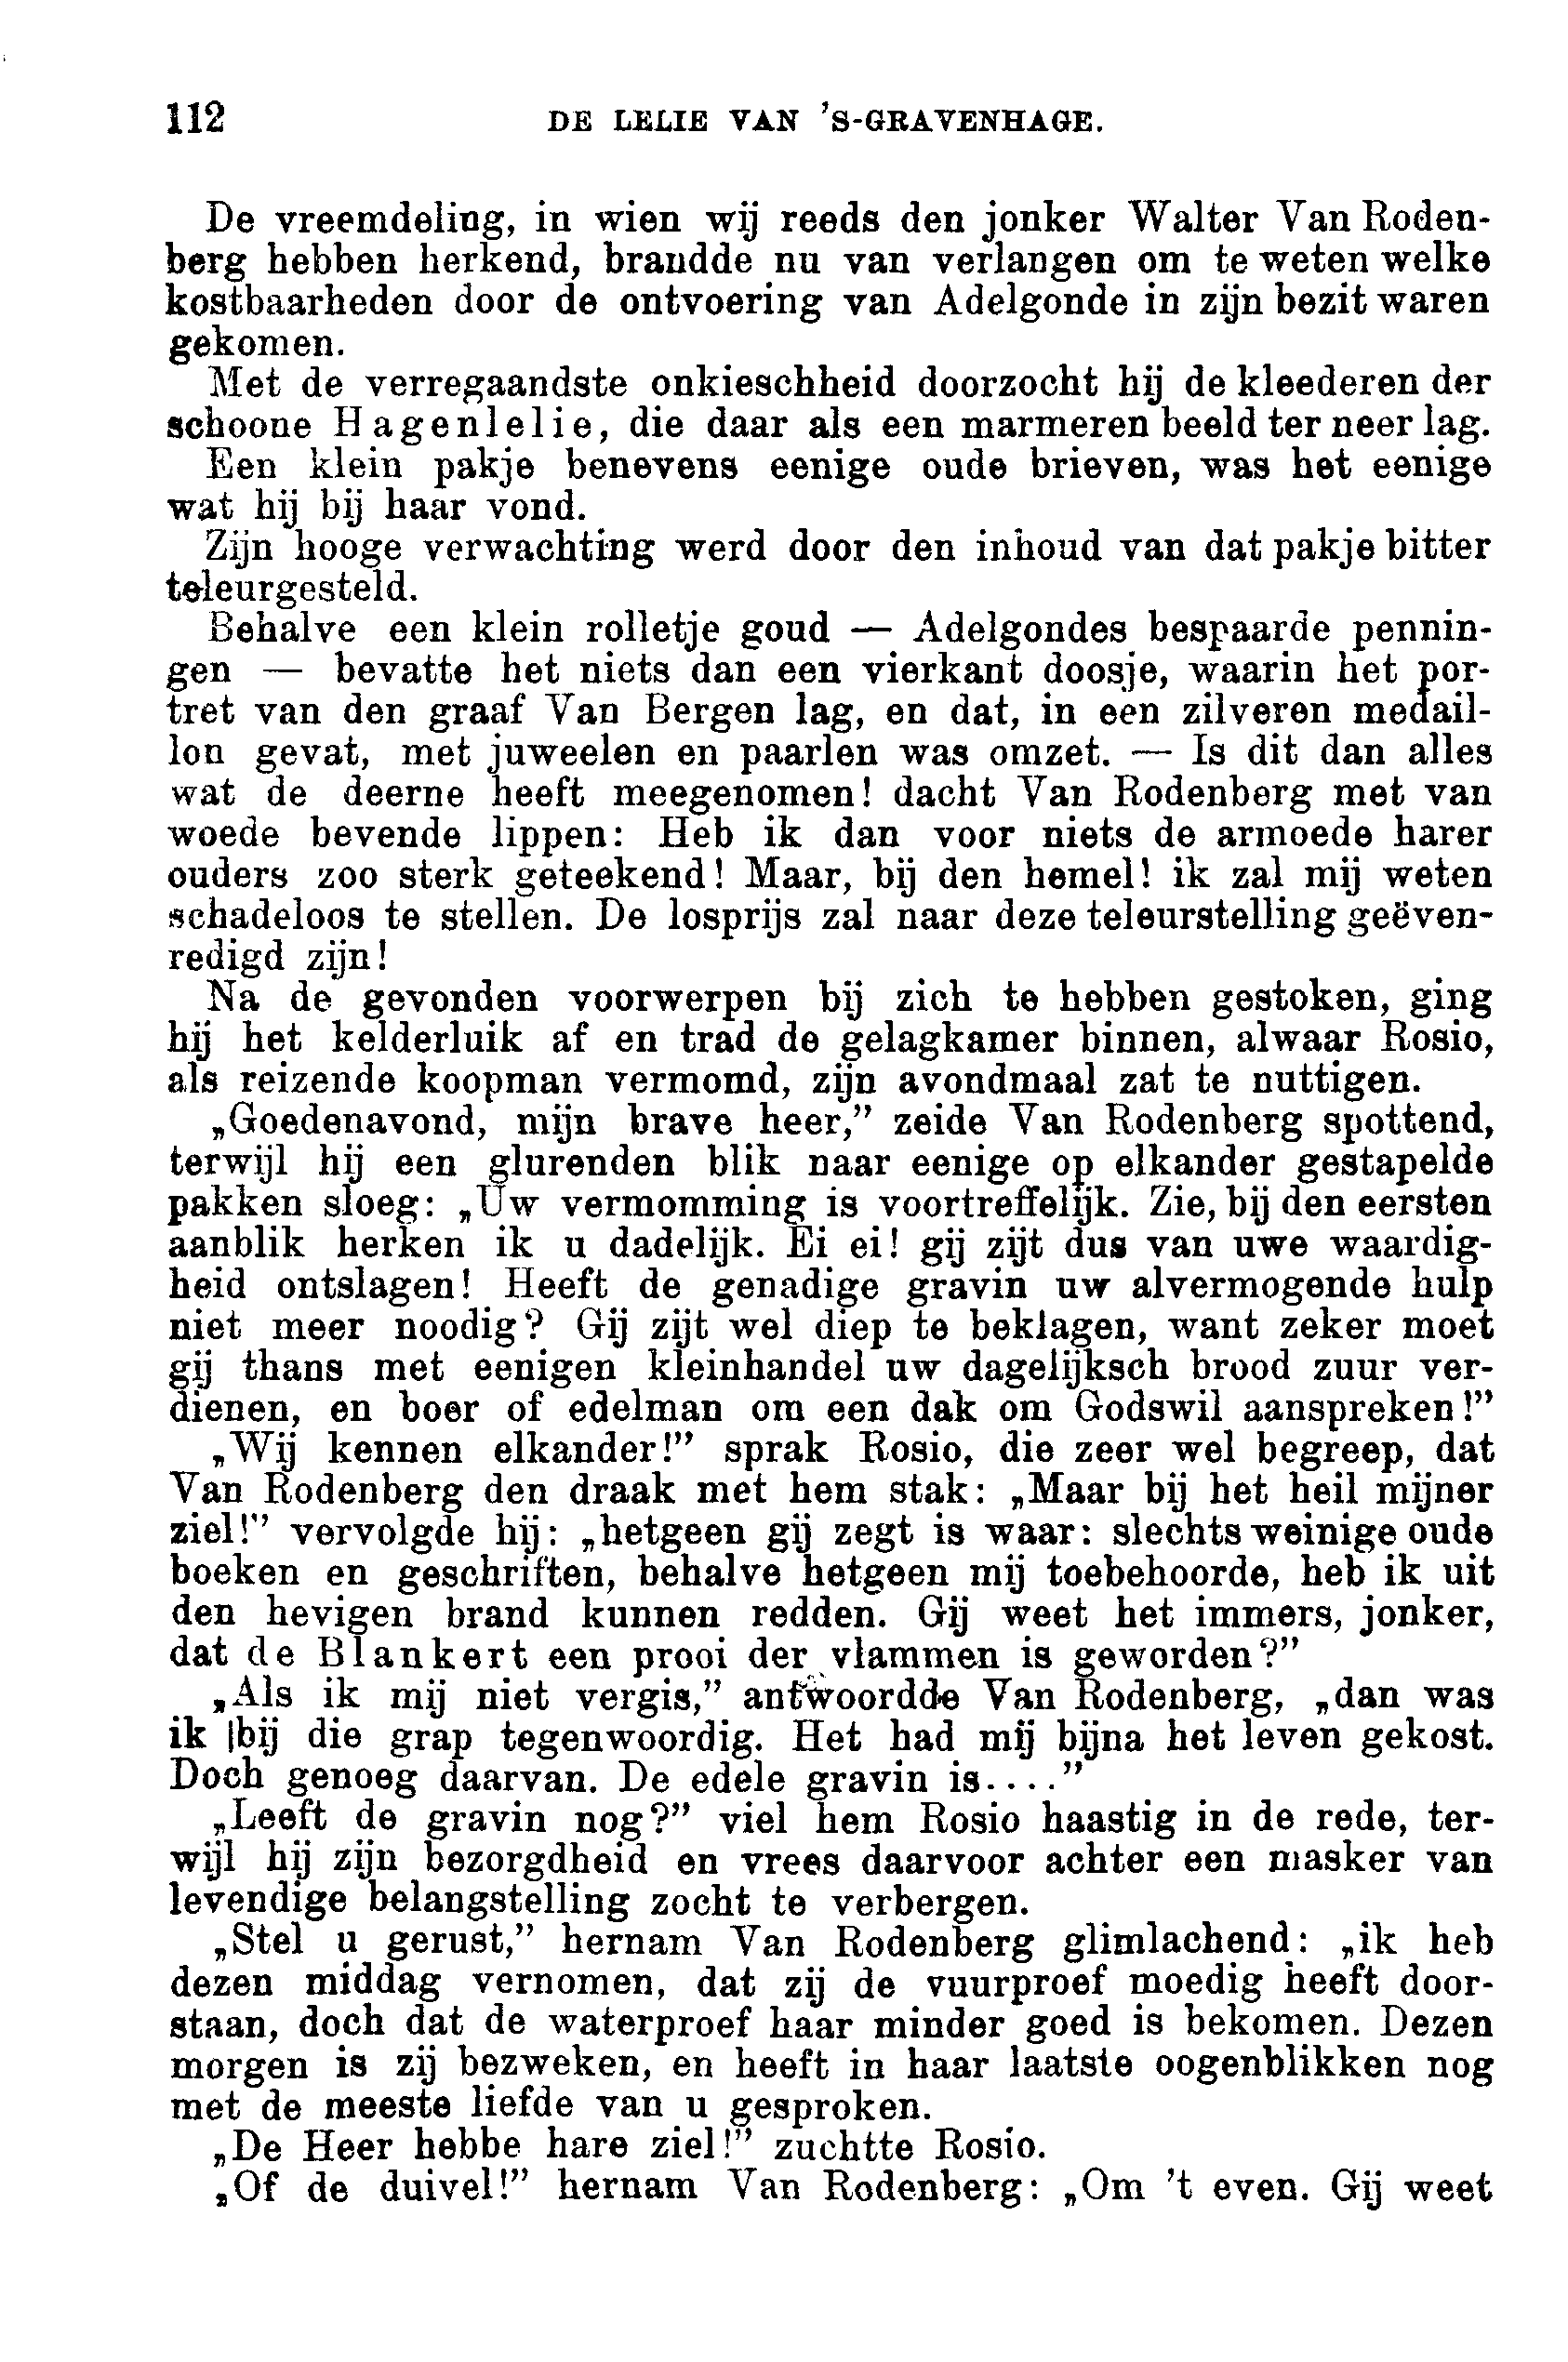 112 DE LELIE VAN 'S-GRAVENHAGE.
De vreemdeling, in wien wij reeds den jonker Walter Van Roden-
berg hebben herkend, brandde nu van verlangen om te weten welke
kostbaarheden door de ontvoering van Adelgonde in zijn bezit waren
gekomen.
Met de verregaandste onkieschheid doorzocht hij de kleederen der
schoone Hagenlelie, die daar als een marmeren beeld ter neer lag.
Een klein pakje benevens eenige oude brieven, was het eenige
wat hij bij haar vond.
Zijn hooge verwachting werd door den inhoud van dat pakje bitter
teleurgesteld.
Behalve een klein rolletje goud — Adelgondes bespaarde pennin-
gen — bevatte het niets dan een vierkant doosje, waarin het por-
tret van den graaf Van Bergen lag, en dat, in een zilveren medail-
lon gevat, met juweelen en paarlen was omzet. — Is dit dan alles
wat de deerne heeft meegenomen! dacht Van Rodenberg met van
woede bevende lippen: Heb ik dan voor niets de armoede harer
ouders zoo sterk geteekend! Maar, bij den hemel! ik zal mij weten
schadeloos te stellen. De losprijs zal naar deze teleurstelling geëven-
redigd zijn!
Na de gevonden voorwerpen bij zich te hebben gestoken, ging
hij het kelderluik af en trad de gelagkamer binnen, alwaar Rosio,
als reizende koopman vermomd, zijn avondmaal zat te nuttigen.
„Goedenavond, mijn brave heer,” zeide Van Rodenberg spottend,
terwijl hij een glurenden blik naar eenige op elkander gestapelde
pakken sloeg: „Uw vermomming is voortreffelijk. Zie, bij den eersten
aanblik herken ik u dadelijk. Ei ei! gij zijt dus van uwe waardig-
heid ontslagen! Heeft de genadige gravin uw alvermogende hulp
niet meer noodig? Gij zijt wel diep te beklagen, want zeker moet
gij thans met eenigen kleinhandel uw dagelijksch brood zuur ver-
dienen, en boer of edelman om een dak om Godswil aanspreken!”
„Wij kennen elkander!” sprak Rosio, die zeer wel begreep, dat
Van Rodenberg den draak met hem stak: „Maar bij het heil mijner
ziel!” vervolgde hij: „hetgeen gij zegt is waar: slechts weinige oude
boeken en geschriften, behalve hetgeen mij toebehoorde, heb ik uit
den hevigen brand kunnen redden. Gij weet het immers, jonker,
dat de Blankert een prooi der vlammen is geworden?”
„Als ik mij niet vergis,” antwoordde Van Rodenberg, „dan was
ik bij die grap tegenwoordig. Het had mij bijna het leven gekost.
Doch genoeg daarvan. De edele gravin is....”
„Leeft de gravin nog?” viel hem Rosio haastig in de rede, ter-
wijl hij zijn bezorgdheid en vrees daarvoor achter een masker van
levendige belangstelling zocht te verbergen.
„Stel u gerust,” hernam Van Rodenberg glimlachend: „ik heb
dezen middag vernomen, dat zij de vuurproef moedig heeft door-
staan, doch dat de waterproef haar minder goed is bekomen. Dezen
morgen is zij bezweken, en heeft in haar laatste oogenblikken nog
met de meeste liefde van u gesproken.
„De Heer hebbe hare ziel!” zuchtte Rosio.
„Of de duivel!” hernam Van Rodenberg: „Om 't even. Gij weet